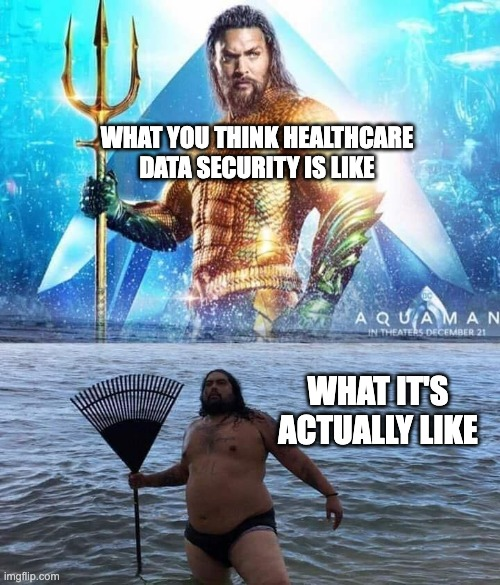 WHAT YOU THINK HEALTHCARE
DATA SECURITY IS LIKE
DC
AQUAMAN
IN THEATERS DECEMBER 21
WHAT IT'S
ACTUALLY LIKE
imgflip.com